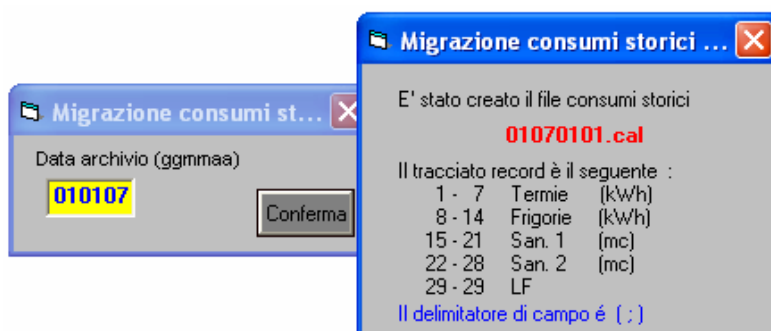 Migrazione consumi st...
Data archivio (ggmmaa)
010107
Conferma
Migrazione consumi storici ...
E' stato creato il file consumi storici
01070101.cal
Il tracciato record è il seguente :
1 - 7 Termie (kWh)
8 - 14 Frigorie (kWh)
15 - 21 San. 1 (mc)
22 - 28 San. 2 (mc)
29 - 29 LF
Il delimitatore di campo é ( ; )